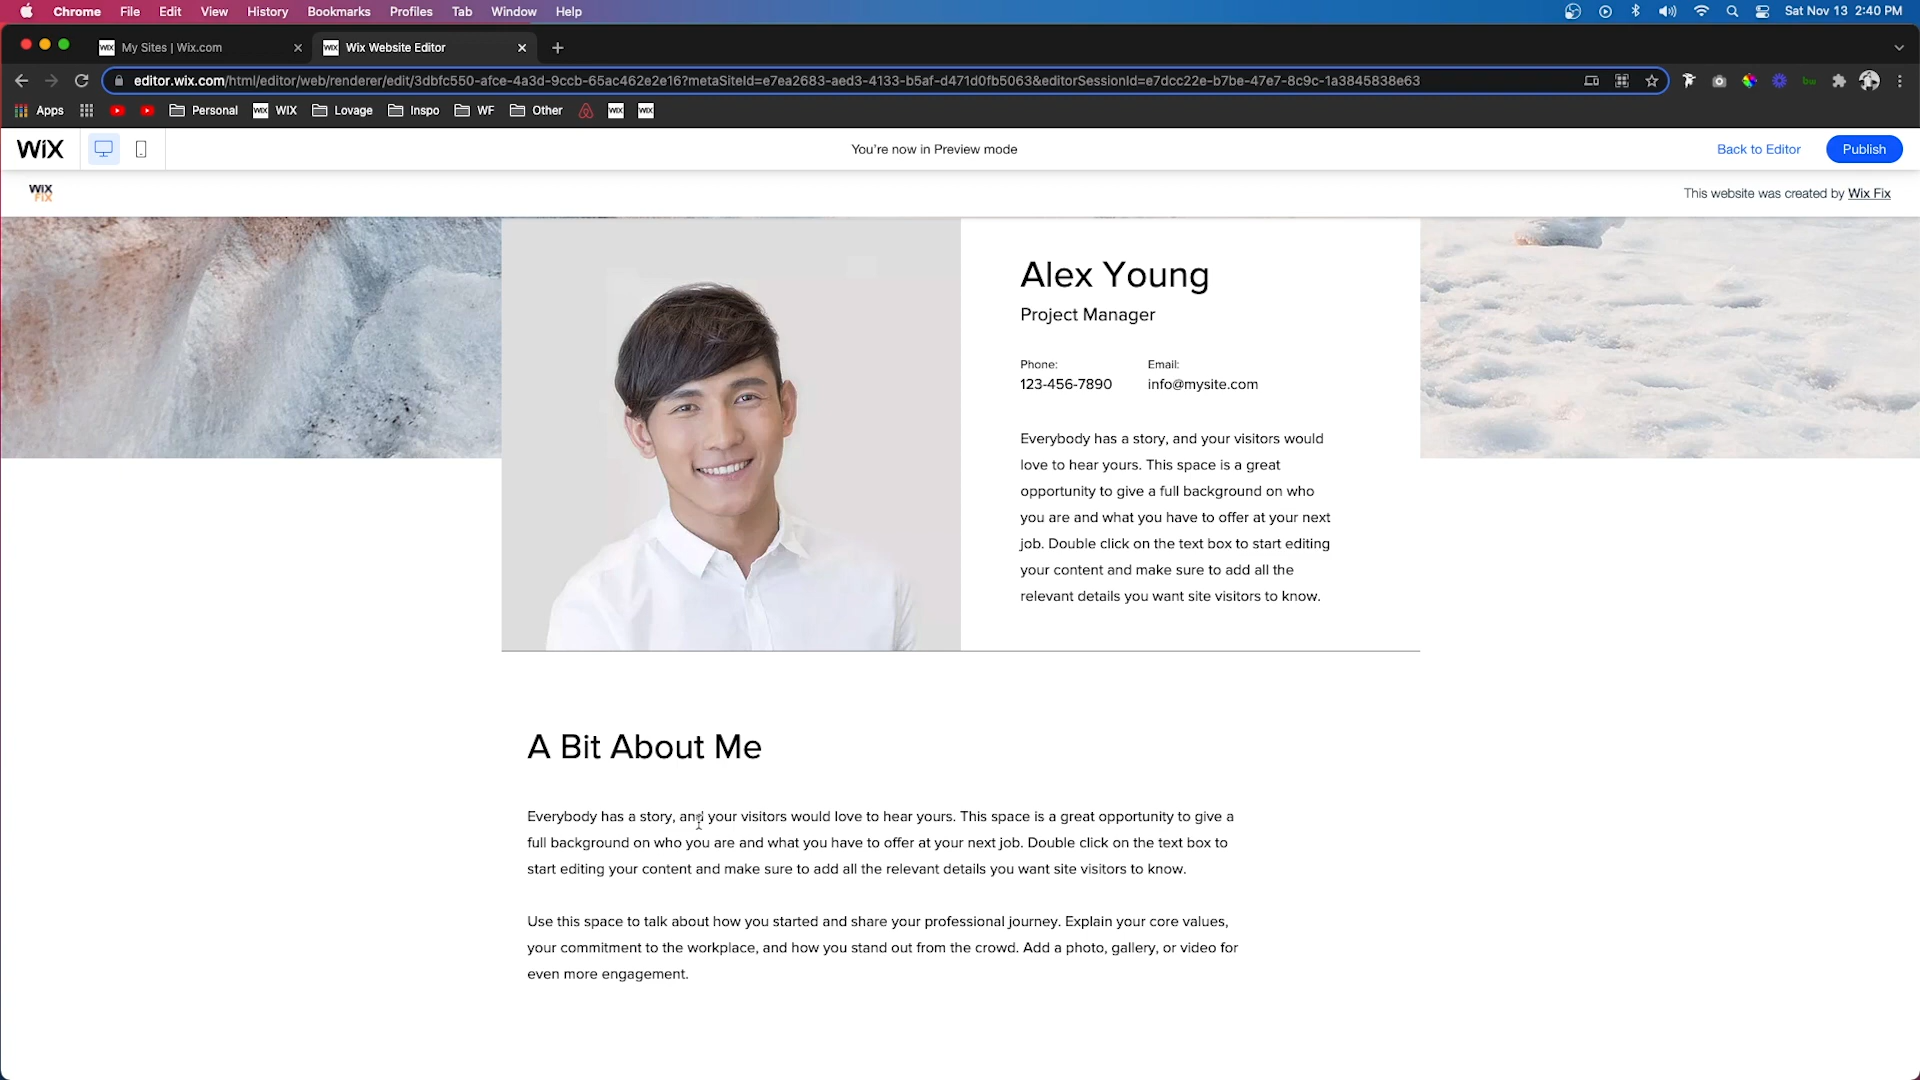 Chrome File Edit View History Bookmarks Profiles Tab Window Help Sat Nov 13 2:40 PM
WiX My Sites | Wix.com WiX Wix Website Editor
editor.wix.com/html/editor/web/renderer/edit/3dbfc550-afce-4a3d-9ccb-65ac462e2e16?metaSiteId=e7ea2683-aed3-4133-b5af-d471d0fb5063&editorSessionId=e7dcc22e-b7be-47e7-8c9c-1a3845838e63
Apps Personal WiX WIX Lovage Inspo WF Other WiX WiX
WiX You're now in Preview mode Back to Editor Publish
WiX
FIX
This website was created by Wix Fix
Alex Young
Project Manager
Phone: Email:
123-456-7890 info@mysite.com
Everybody has a story, and your visitors would
love to hear yours. This space is a great
opportunity to give a full background on who
you are and what you have to offer at your next
job. Double click on the text box to start editing
your content and make sure to add all the
relevant details you want site visitors to know.
A Bit About Me
Everybody has a story, and your visitors would love to hear yours. This space is a great opportunity to give a
full background on who you are and what you have to offer at your next job. Double click on the text box to
start editing your content and make sure to add all the relevant details you want site visitors to know.
Use this space to talk about how you started and share your professional journey. Explain your core values,
your commitment to the workplace, and how you stand out from the crowd. Add a photo, gallery, or video for
even more engagement.